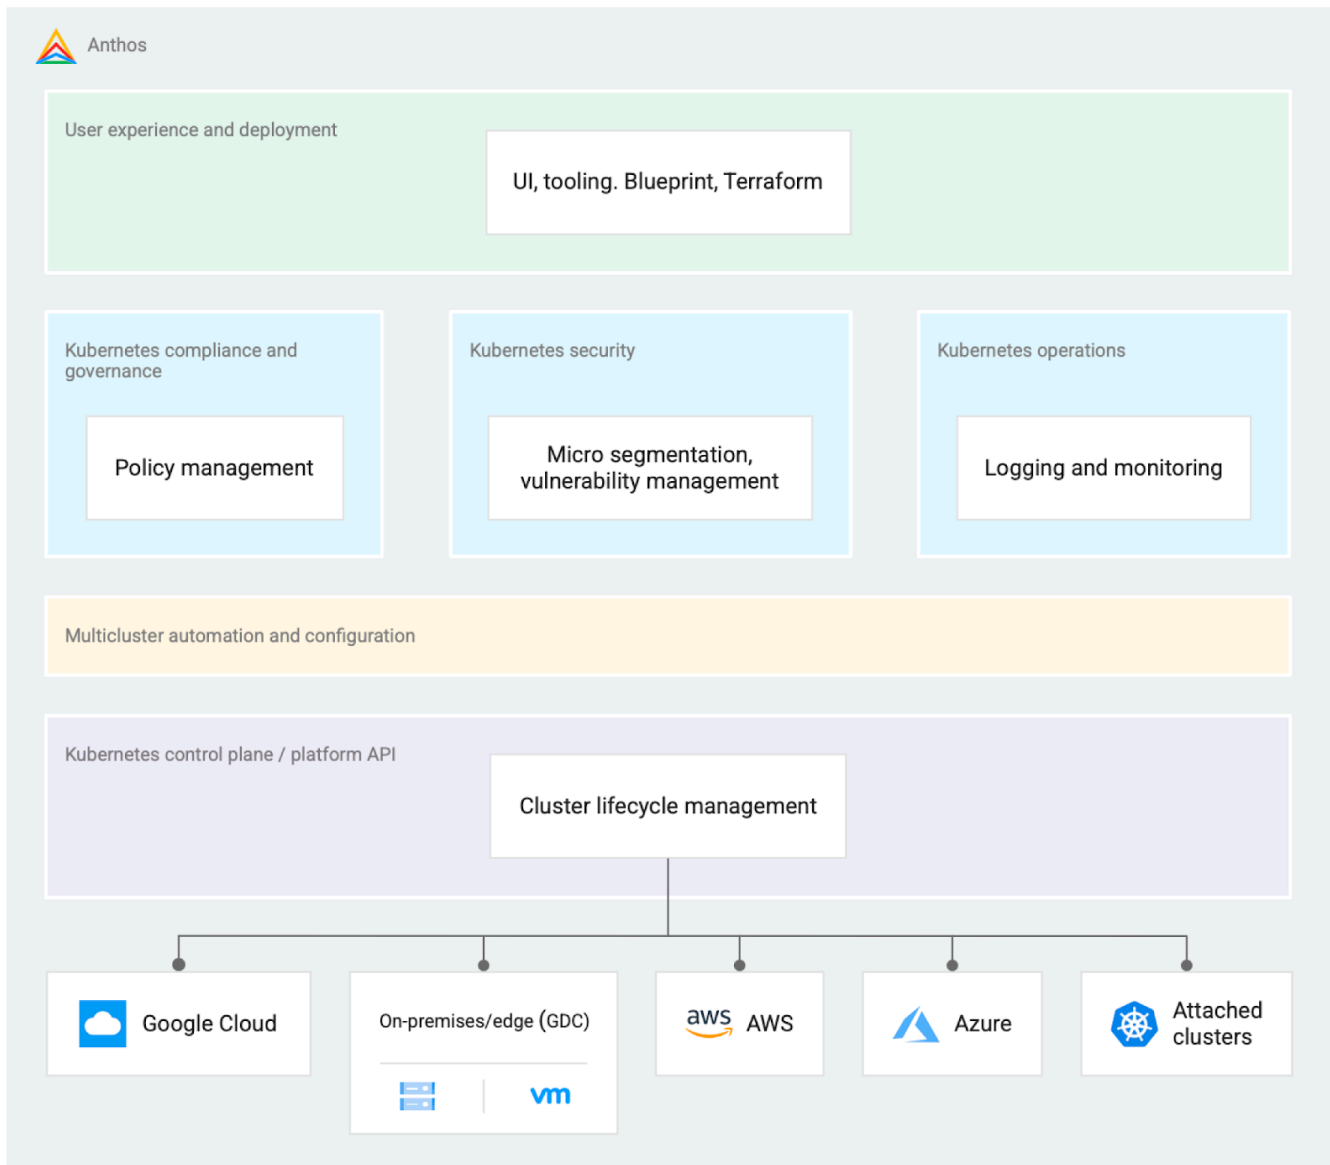 Anthos
User experience and deployment
UI, tooling. Blueprint, Terraform
Kubernetes compliance and
governance
Policy management
Kubernetes security
Micro segmentation,
vulnerability management
Kubernetes operations
Logging and monitoring
Multicluster automation and configuration
Kubernetes control plane / platform API
Cluster lifecycle management
Google Cloud
On-premises/edge (GDC)
vm
aws AWS
Azure
Attached
clusters